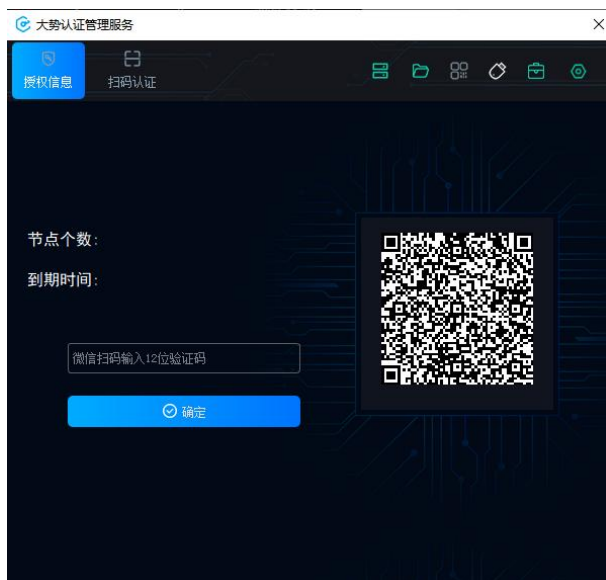 大势认证管理服务
授权信息
扫码认证
节点个数:
到期时间:
微信扫码输入12位验证码
确定